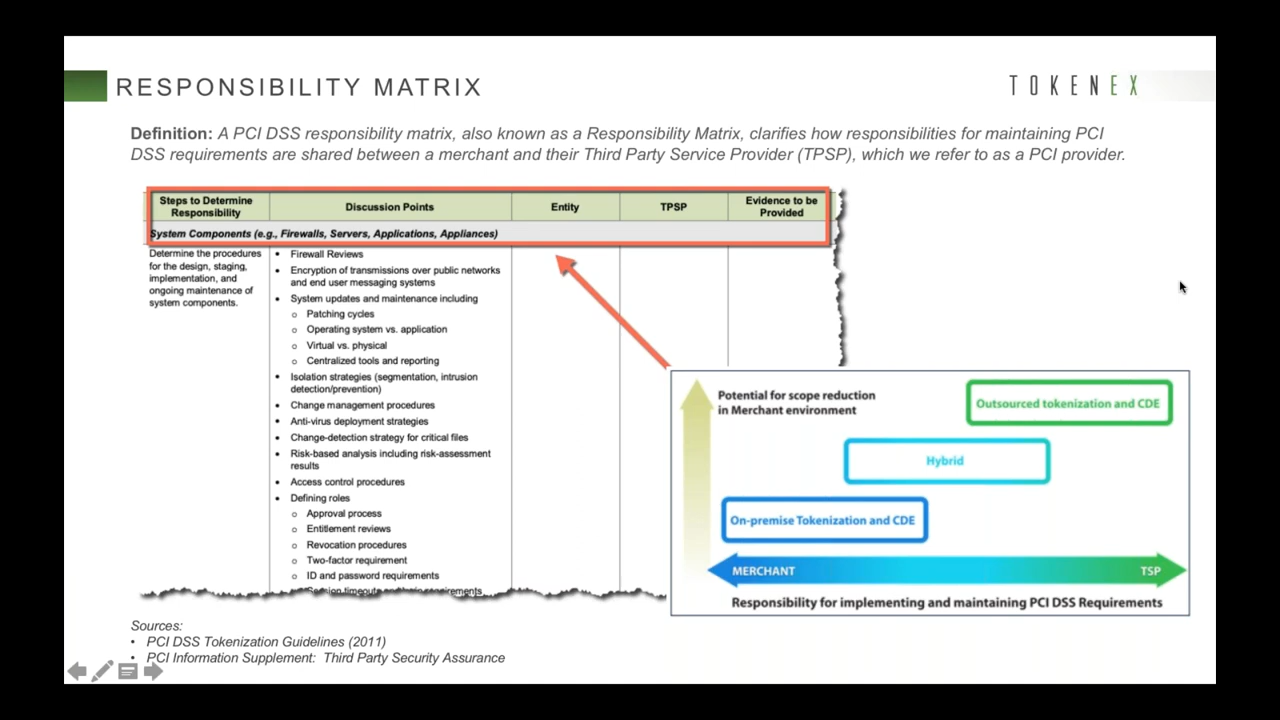 RESPONSIBILITY MATRIX
TOKENEX
Definition: A PCI DSS responsibility matrix, also known as a Responsibility Matrix, clarifies how responsibilities for maintaining PCI
DSS requirements are shared between a merchant and their Third Party Service Provider (TPSP), which we refer to as a PCI provider.
Steps to Determine
Responsibility
Discussion Points
Entity
TPSP
Evidence to be
Provided
System Components (e.g., Firewalls, Servers, Applications, Appliances)
Determine the procedures
for the design, staging,
implementation, and
ongoing maintenance of
system components.
• Firewall Reviews
• Encryption of transmissions over public networks
and end user messaging systems
• System updates and maintenance including
o Patching cycles
o Operating system vs. application
o Virtual vs. physical
o Centralized tools and reporting
• Isolation strategies (segmentation, intrusion
detection/prevention)
• Change management procedures
• Anti-virus deployment strategies
• Change-detection strategy for critical files
• Risk-based analysis including risk-assessment
results
• Access control procedures
• Defining roles
o Approval process
o Entitlement reviews
o Revocation procedures
o Two-factor requirement
o ID and password requirements
o Session timeouts requirements
Potential for scope reduction
in Merchant environment
Outsourced tokenization and CDE
Hybrid
On-premise Tokenization and CDE
MERCHANT
TSP
Responsibility for implementing and maintaining PCI DSS Requirements
Sources:
• PCI DSS Tokenization Guidelines (2011)
• PCI Information Supplement: Third Party Security Assurance